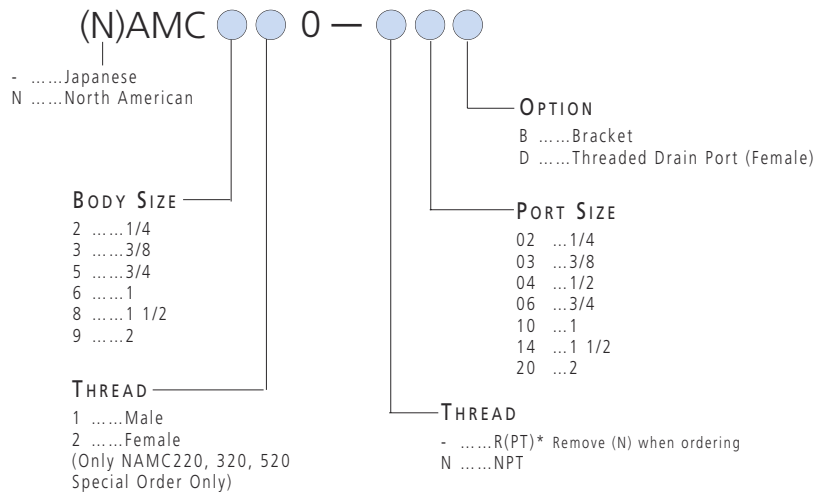 (N)AMC 0 –
- ......Japanese
N ......North American
OPTION
B ......Bracket
D ......Threaded Drain Port (Female)
BODY SIZE
2 ......1/4
3 ......3/8
5 ......3/4
6 ......1
8 ......1 1/2
9 ......2
PORT SIZE
02 ...1/4
03 ...3/8
04 ...1/2
06 ...3/4
10 ...1
14 ...1 1/2
20 ...2
THREAD
1 ......Male
2 ......Female
(Only NAMC220, 320, 520
Special Order Only)
THREAD
- ......R(PT)* Remove (N) when ordering
N ......NPT